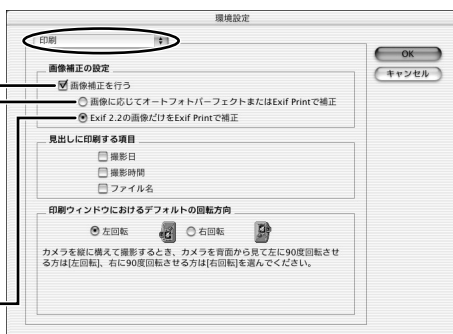 環境設定
印刷
OK
キャンセル
画像補正の設定
画像補正を行う
画像に応じてオートフォトパーフェクトまたはExif Printで補正
Exif 2.2の画像だけをExif Printで補正
見出しに印刷する項目
撮影日
撮影時間
ファイル名
印刷ウィンドウにおけるデフォルトの回転方向
左回転 右回転
カメラを縦に構えて撮影するとき、カメラを背面から見て左に90度回転させ
る方は[左回転]、右に90度回転させる方は[右回転]を選んでください。